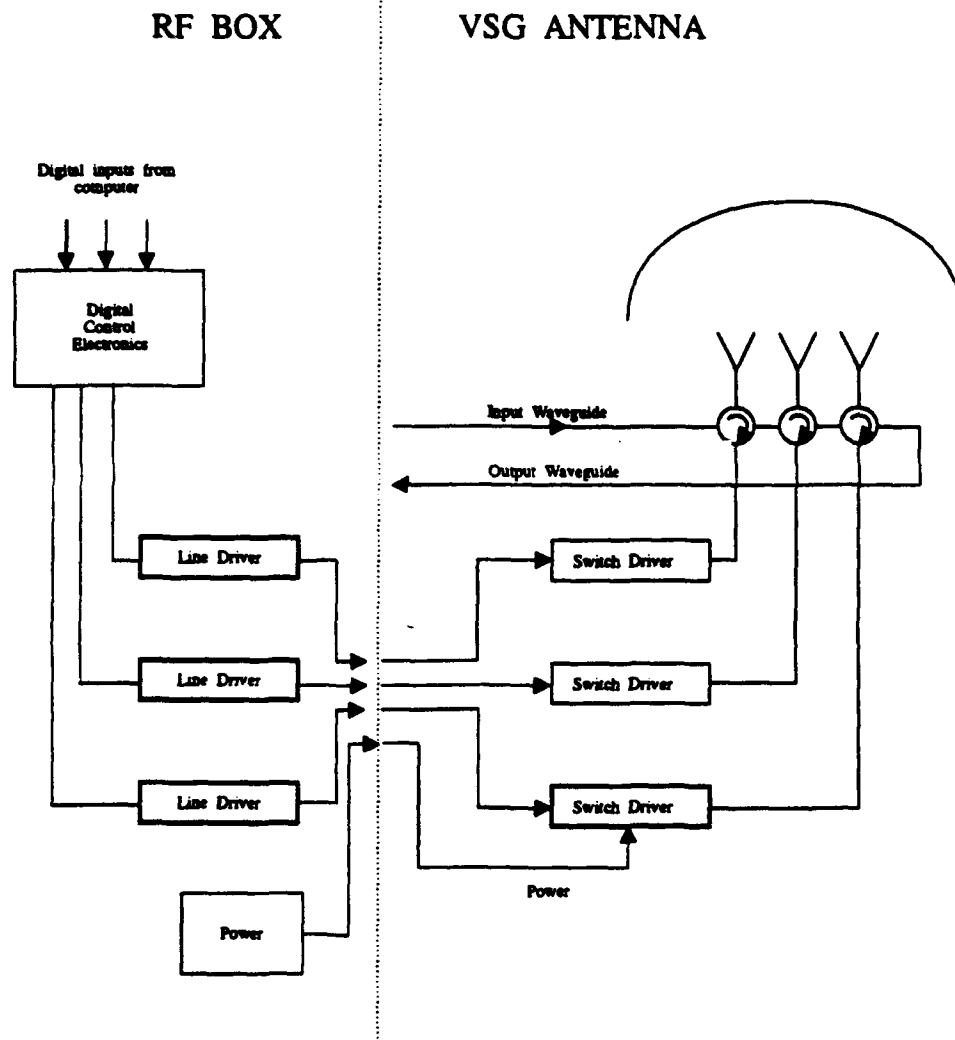 RF BOX
VSG ANTENNA
Digital inputs from
computer
Digital
Control
Electronics
Input Waveguide
Output Waveguide
Line Driver
Switch Driver
Line Driver
Switch Driver
Line Driver
Switch Driver
Power
Power